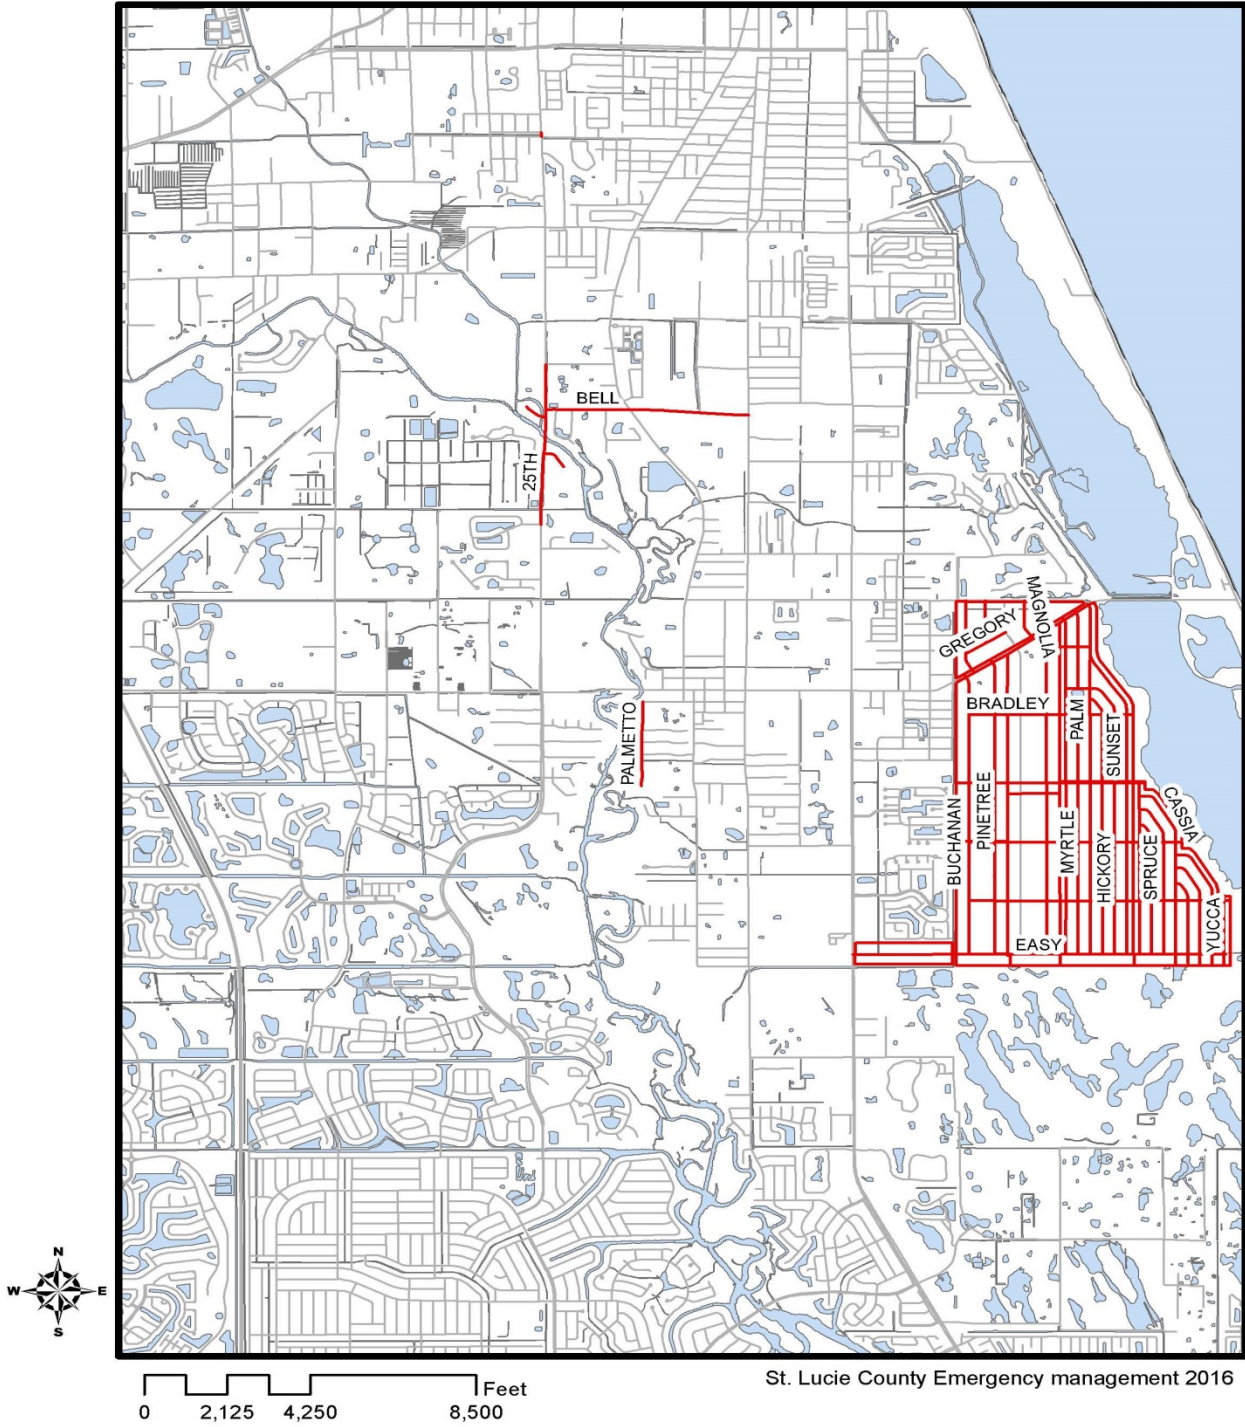 BELL
25TH
MAGNOLIA
GREGORY
BRADLEY
PALM
PALMETTO
SUNSET
CASSIA
BUCHANAN
PINETREE
MYRTLE
HICKORY
SPRUCE
YUCCA
EASY
N
W E
S
Feet
0 2,125 4,250 8,500
St. Lucie County Emergency management 2016